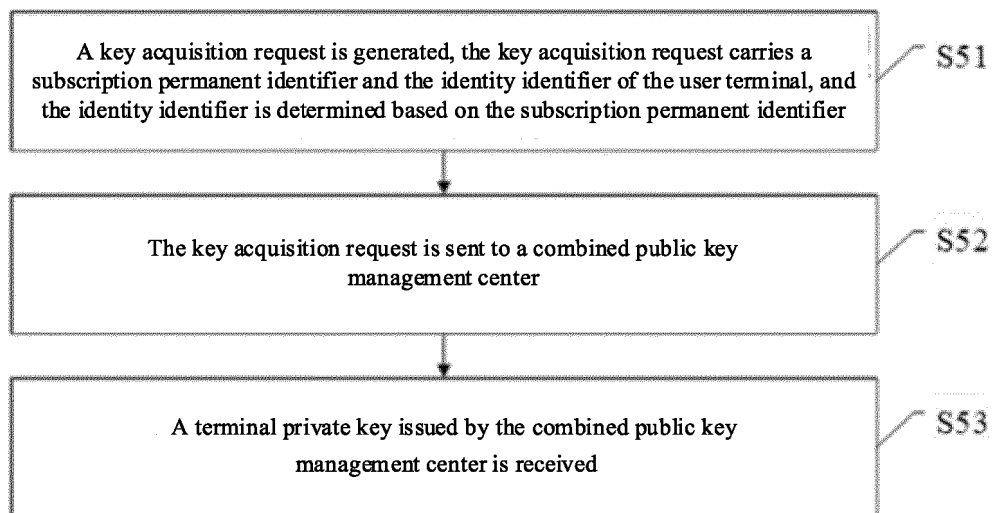 A key acquisition request is generated, the key acquisition request carries a
subscription permanent identifier and the identity identifier of the user terminal, and
the identity identifier is determined based on the subscription permanent identifier
S51
The key acquisition request is sent to a combined public key
management center
S52
A terminal private key issued by the combined public key
management center is received
S53